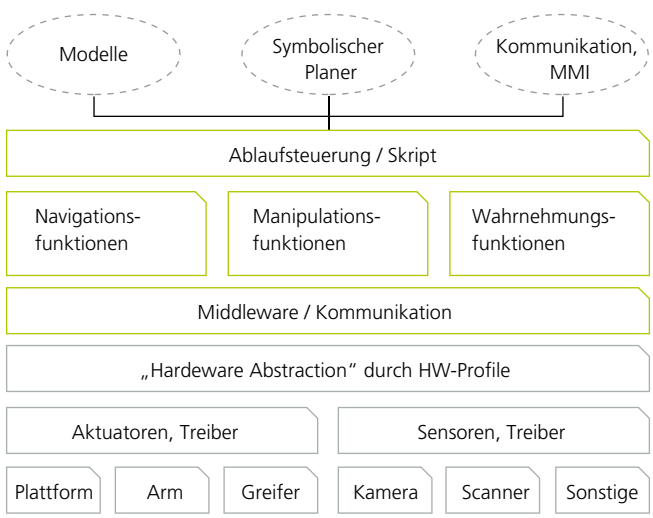 Modelle
Symbolischer
Planer
Kommunikation,
MMI
Ablaufsteuerung / Skript
Navigations-
funktionen
Manipulations-
funktionen
Wahrnehmungs-
funktionen
Middleware / Kommunikation
„Hardeware Abstraction“ durch HW-Profile
Aktuatoren, Treiber
Sensoren, Treiber
Plattform
Arm
Greifer
Kamera
Scanner
Sonstige